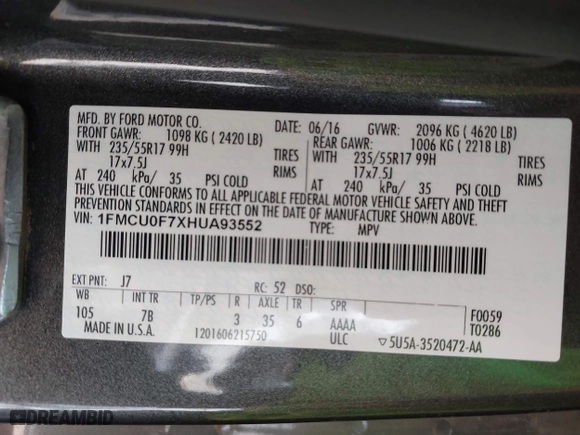 MFD. BY FORD MOTOR CO.
DATE: 06/16 GVWR: 2096 KG ( 4620 LB)
FRONT GAWR: 1098 KG ( 2420 LB)
REAR GAWR: 1006 KG ( 2218 LB)
WITH 235/55R17 99H TIRES WITH 235/55R17 99H TIRES
17x7.5J RIMS 17x7.5J RIMS
AT 240 kPa/ 35 PSI COLD AT 240 kPa/ 35 PSI COLD
THIS VEHICLE CONFORMS TO ALL APPLICABLE FEDERAL MOTOR VEHICLE SAFETY AND THEFT
PREVENTION STANDARDS IN EFFECT ON THE DATE OF MANUFACTURE SHOWN ABOVE.
VIN: 1FMCU0F7XHUA93552 TYPE: MPV
EXT PNT: J7 RC: 52 DSO:
WB INT TR TP/PS R AXLE TR SPR F0059
105 7B 3 35 6 AAAA T0286
MADE IN U.S.A. 1201606215750 ULC ▽5U5A-3520472-AA
DREAMBID